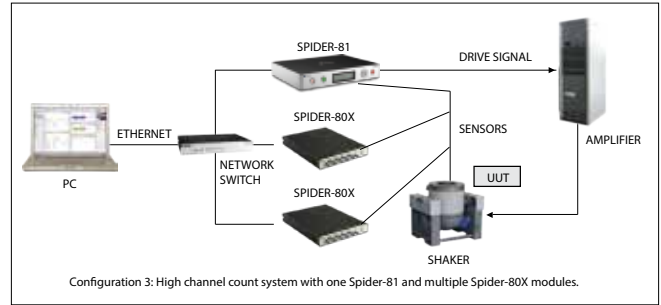 SPIDER-81
DRIVE SIGNAL
ETHERNET
SPIDER-80X
SENSORS
AMPLIFIER
NETWORK
SWITCH
PC
UUT
SPIDER-80X
SHAKER
Configuration 3: High channel count system with one Spider-81 and multiple Spider-80X modules.